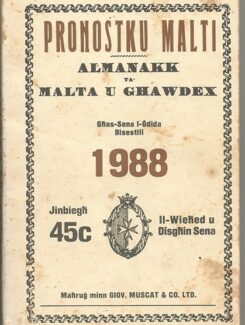 PRONOSTKU MALTI
ALMANAKK
TA'
MALTA U GHAWDEX
Għas-Sena l-Ġdida
Bisestili
1988
Jinbiegħ
45c
Il-Wieħed u
Disgħin Sena
Maħruġ minn GIOV. MUSCAT & CO. LTD.